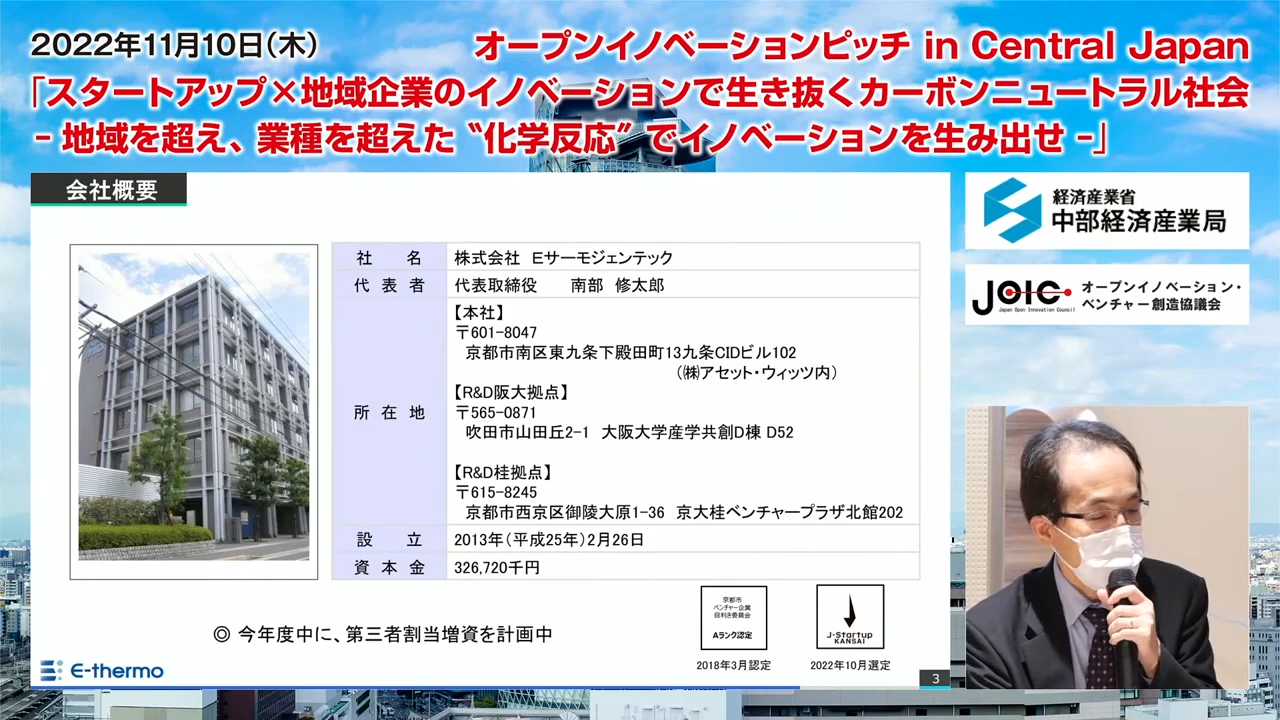 2022年11月10日(木)
オープンイノベーションピッチ in Central Japan
「スタートアップ×地域企業のイノベーションで生き抜くカーボンニュートラル社会
- 地域を超え、業種を超えた〝化学反応〟でイノベーションを生み出せ -」
会社概要
経済産業省
中部経済産業局
JOIC
Japan Open Innovation Council
オープンイノベーション・
ベンチャー創造協議会
社名 株式会社 Eサーモジェンテック
代表者 代表取締役 南部 修太郎
所在地
【本社】
〒601-8047
京都市南区東九条下殿田町13九条CIDビル102
(㈱アセット・ウィッツ内)
【R&D阪大拠点】
〒565-0871
吹田市山田丘2-1 大阪大学産学共創D棟 D52
【R&D桂拠点】
〒615-8245
京都市西京区御陵大原1-36 京大桂ベンチャープラザ北館202
設立 2013年(平成25年)2月26日
資本金 326,720千円
◎ 今年度中に、第三者割当増資を計画中
京都市
ベンチャー企業
目利き委員会
Aランク認定
2018年3月認定
J-Startup
KANSAI
2022年10月選定
E-thermo
3